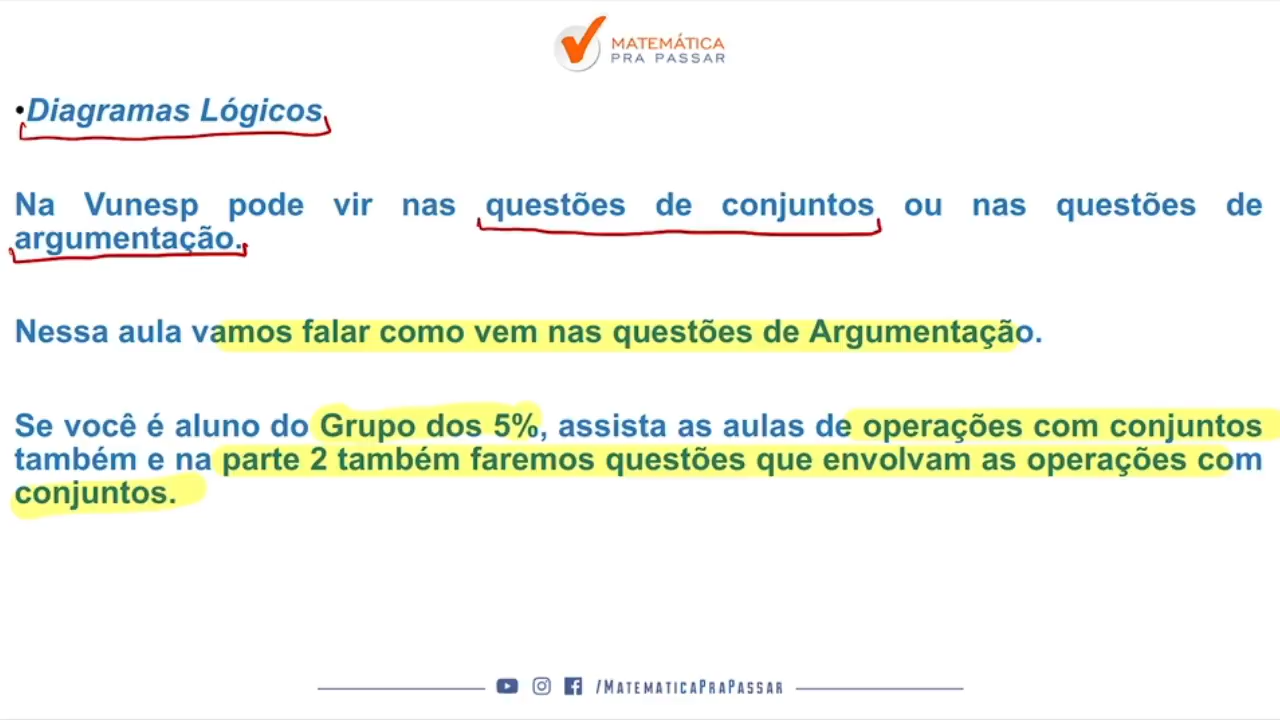 MATEMÁTICA
PRA PASSAR
•Diagramas Lógicos
Na Vunesp pode vir nas questões de conjuntos ou nas questões de
argumentação.
Nessa aula vamos falar como vem nas questões de Argumentação.
Se você é aluno do Grupo dos 5%, assista as aulas de operações com conjuntos
também e na parte 2 também faremos questões que envolvam as operações com
conjuntos.
/MATEMATICAPRAPASSAR